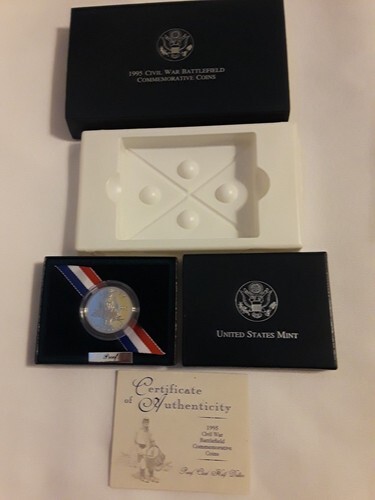 1995 CIVIL WAR BATTLEFIELD
COMMEMORATIVE COINS
Proof
UNITED STATES MINT
Certificate
of Authenticity
1995
Civil War
Battlefield
Commemorative
Coins
Proof Clad Half Dollar